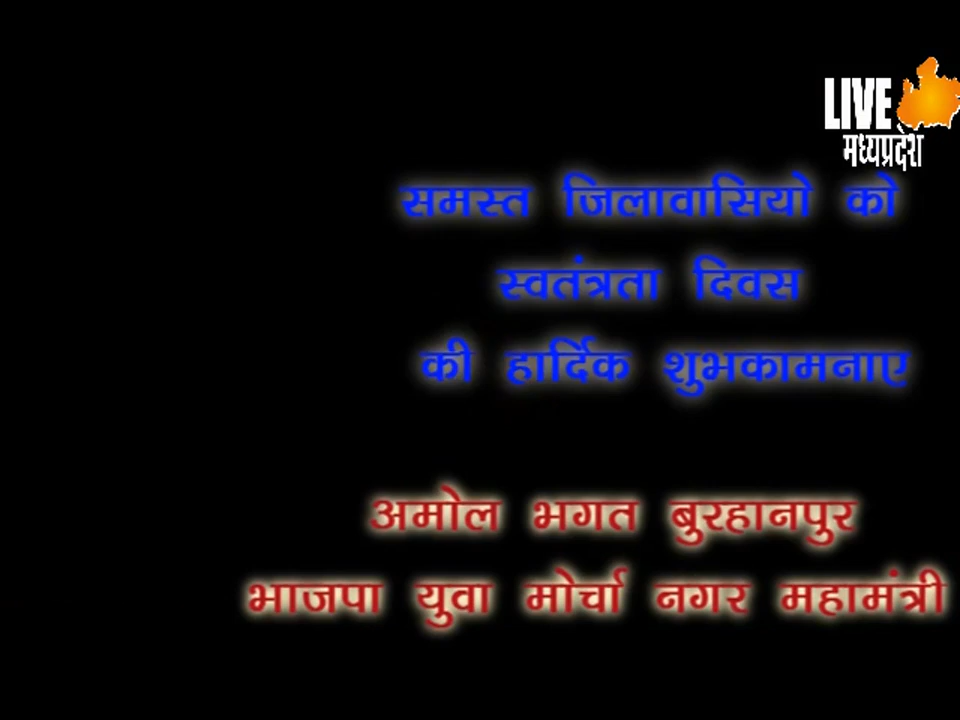 LIVE
मध्यप्रदेश
समस्त जिलावासियो को
स्वतंत्रता दिवस
की हार्दिक शुभकामनाए
अमोल भगत बुरहानपुर
भाजपा युवा मोर्चा नगर महामंत्री